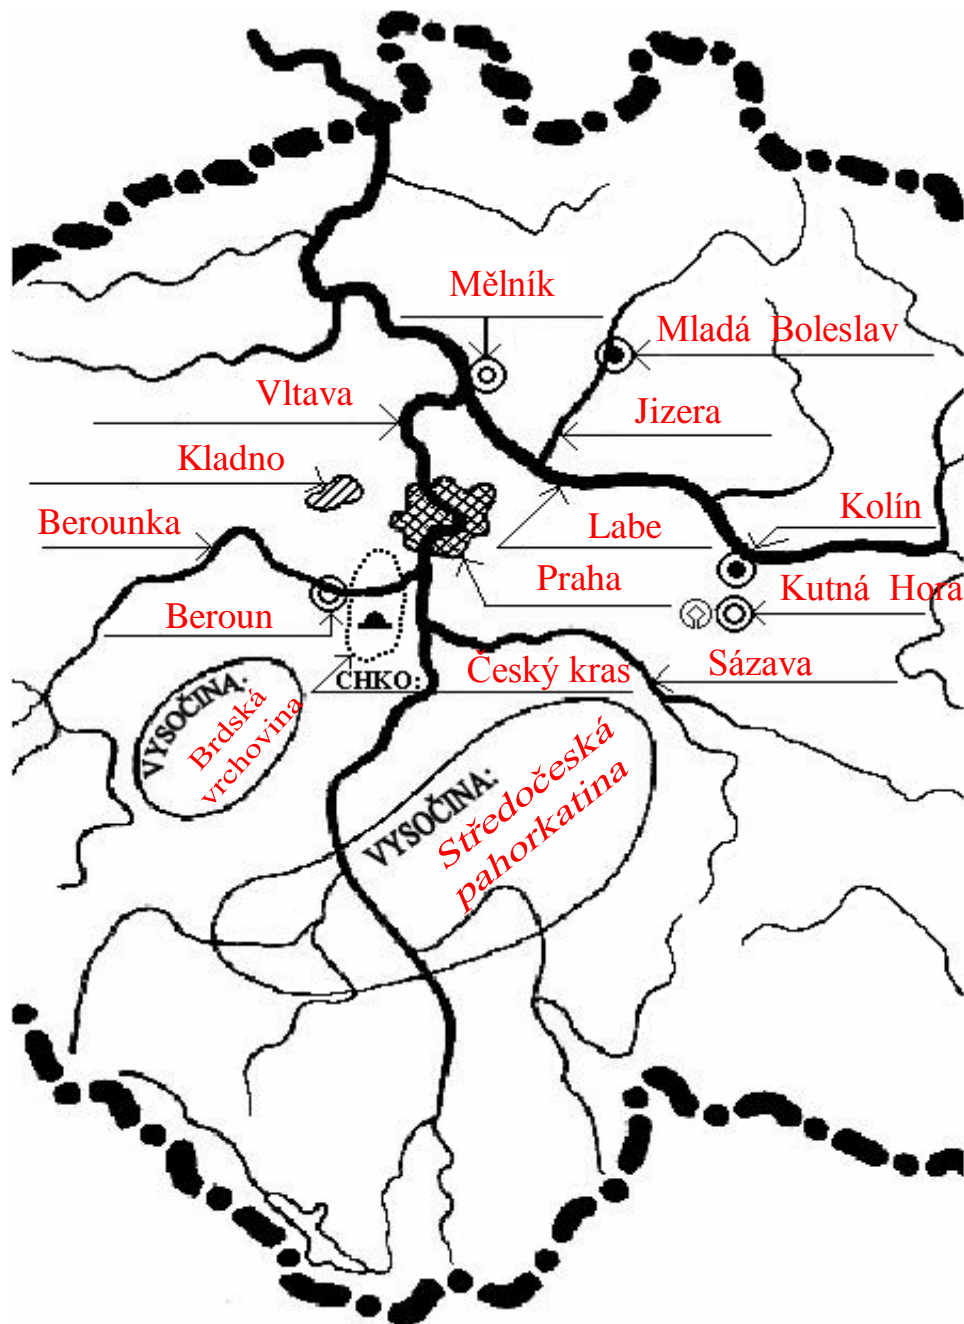 Mělník
Mladá Boleslav
Vltava
Jizera
Kladno
Kolín
Berounka
Labe
Praha
Kutná Hora
Beroun
Český kras
Sázava
CHKO:
VYSOČINA:
Brdská
vrchovina
VYSOČINA:
Středočeská
pahorkatina